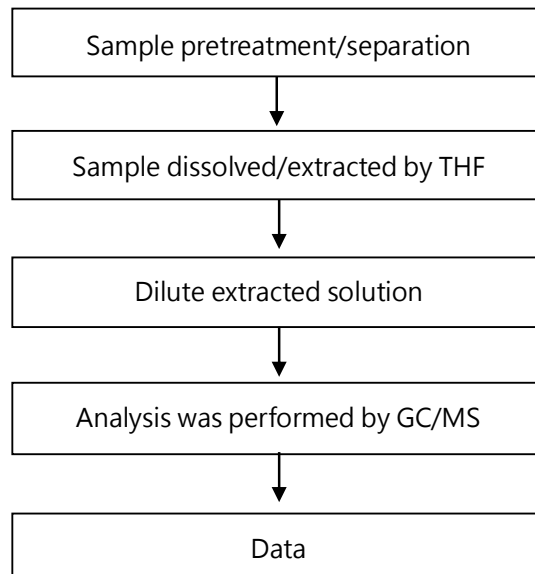 Sample pretreatment/separation
Sample dissolved/extracted by THF
Dilute extracted solution
Analysis was performed by GC/MS
Data